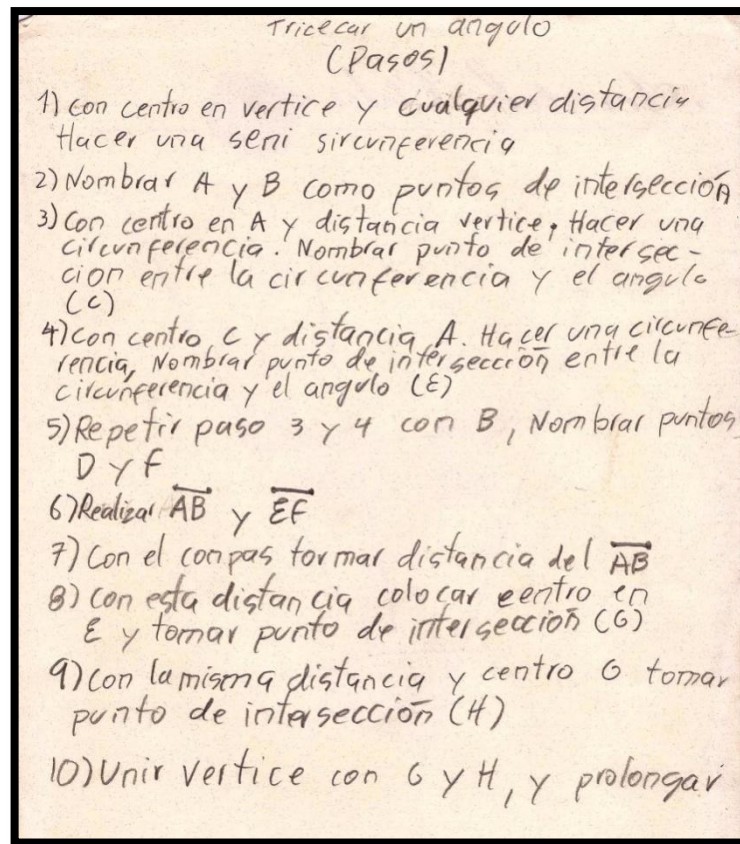 Tricecar un angulo
(Pasos)
1) con centro en vertice y cualquier distancia
Hacer una semi sircunferencia
2) Nombrar A y B como puntos de intersección
3) Con centro en A y distancia vertice, Hacer una
circunferencia. Nombrar punto de intersec-
cion entre la circunferencia y el angulo
(C)
4) con centro C y distancia A. Hacer una circunfe
rencia, Nombrar punto de intersección entre la
circunferencia y el angulo (E)
5) Repetir paso 3 y 4 con B, Nombrar puntos
D y F
6) Realizar AB y EF
7) Con el conpas tormar distancia del AB
8) con esta distancia colocar centro en
E y tomar punto de intersección (G)
9) con la misma distancia y centro G tomar
punto de intersección (H)
10) Unir vertice con G y H, y prolongar